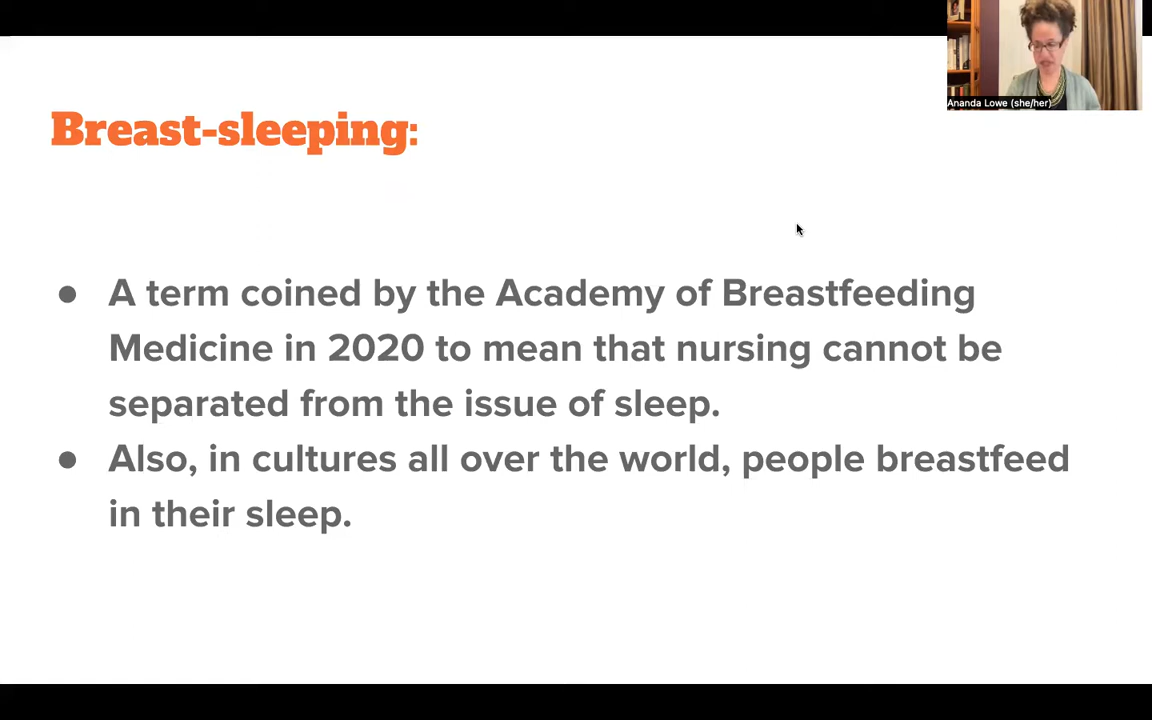 Ananda Lowe (she/her)
Breast-sleeping:
● A term coined by the Academy of Breastfeeding
Medicine in 2020 to mean that nursing cannot be
separated from the issue of sleep.
● Also, in cultures all over the world, people breastfeed
in their sleep.